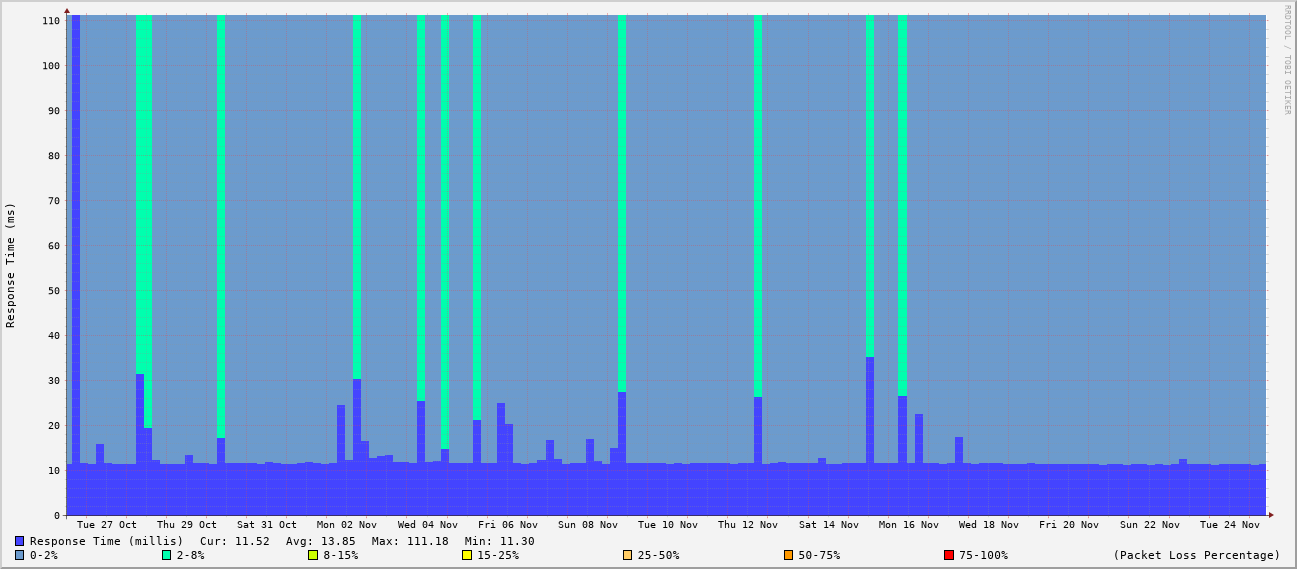 RRDTOOL / TOBI OETIKER
Response Time (ms)
110
100
90
80
70
60
50
40
30
20
10
0
Tue 27 Oct Thu 29 Oct Sat 31 Oct Mon 02 Nov Wed 04 Nov Fri 06 Nov Sun 08 Nov Tue 10 Nov Thu 12 Nov Sat 14 Nov Mon 16 Nov Wed 18 Nov Fri 20 Nov Sun 22 Nov Tue 24 Nov
Response Time (millis) Cur: 11.52 Avg: 13.85 Max: 111.18 Min: 11.30
0-2% 2-8% 8-15% 15-25% 25-50% 50-75% 75-100% (Packet Loss Percentage)